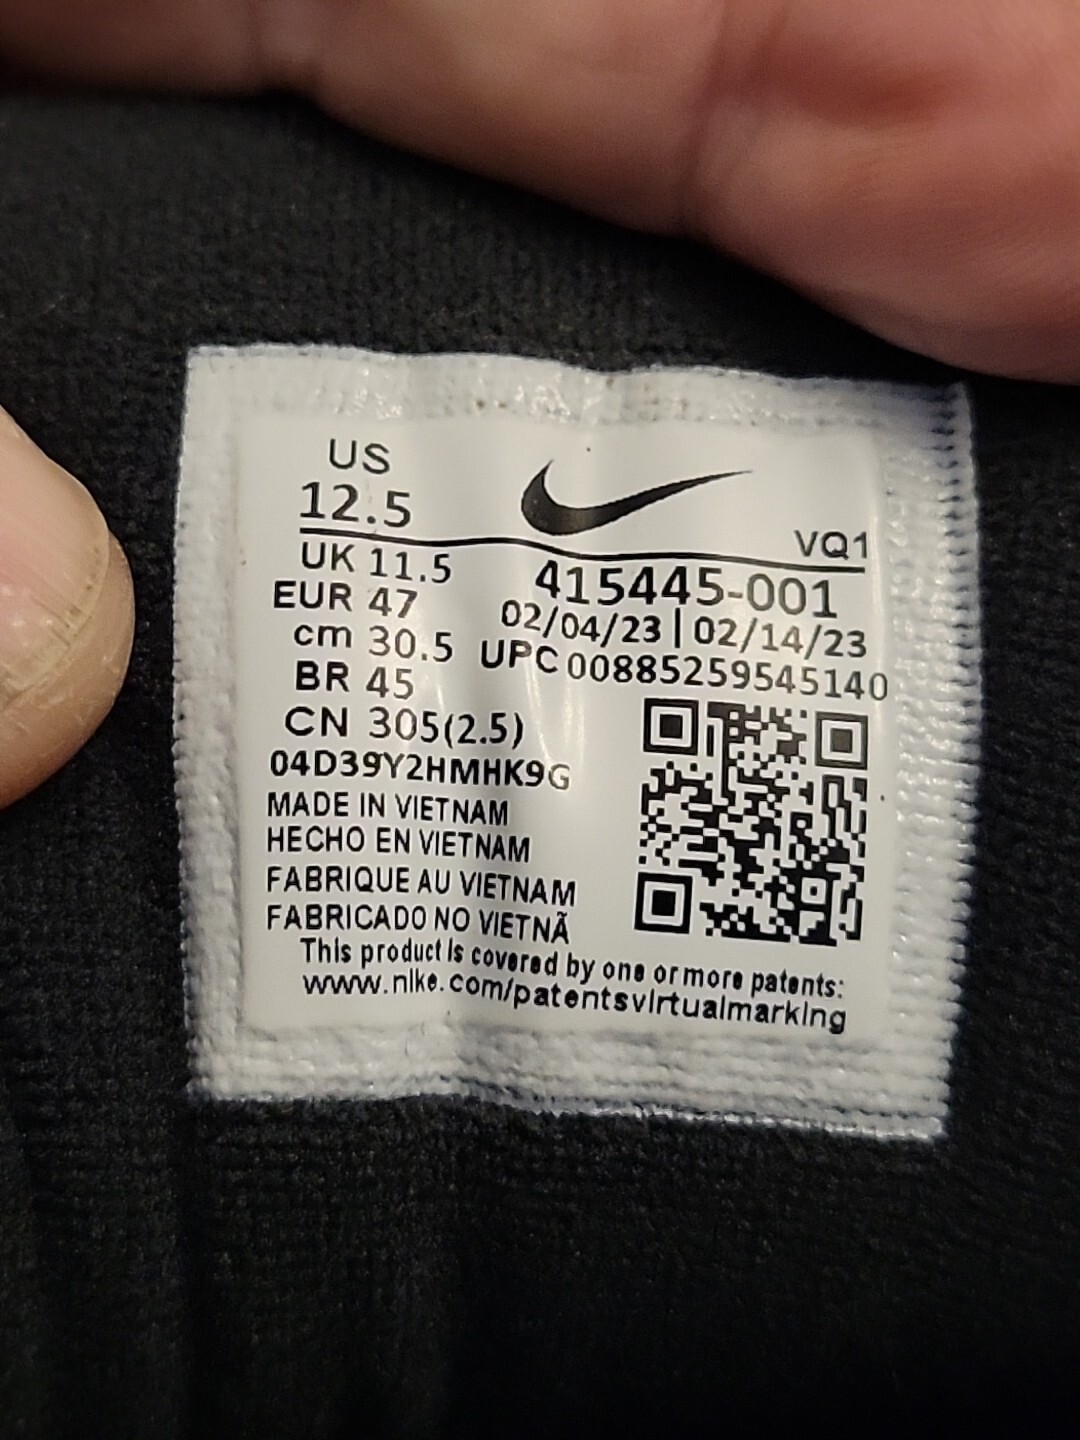 US
12.5
VQ1
UK 11.5
415445-001
EUR 47
02/04/23 | 02/14/23
cm 30.5
UPC 00885259545140
BR 45
CN 305(2.5)
04D39Y2HMHK9G
MADE IN VIETNAM
HECHO EN VIETNAM
FABRIQUE AU VIETNAM
FABRICADO NO VIETNÃ
This product is covered by one or more patents:
www.nike.com/patentsvirtualmarking